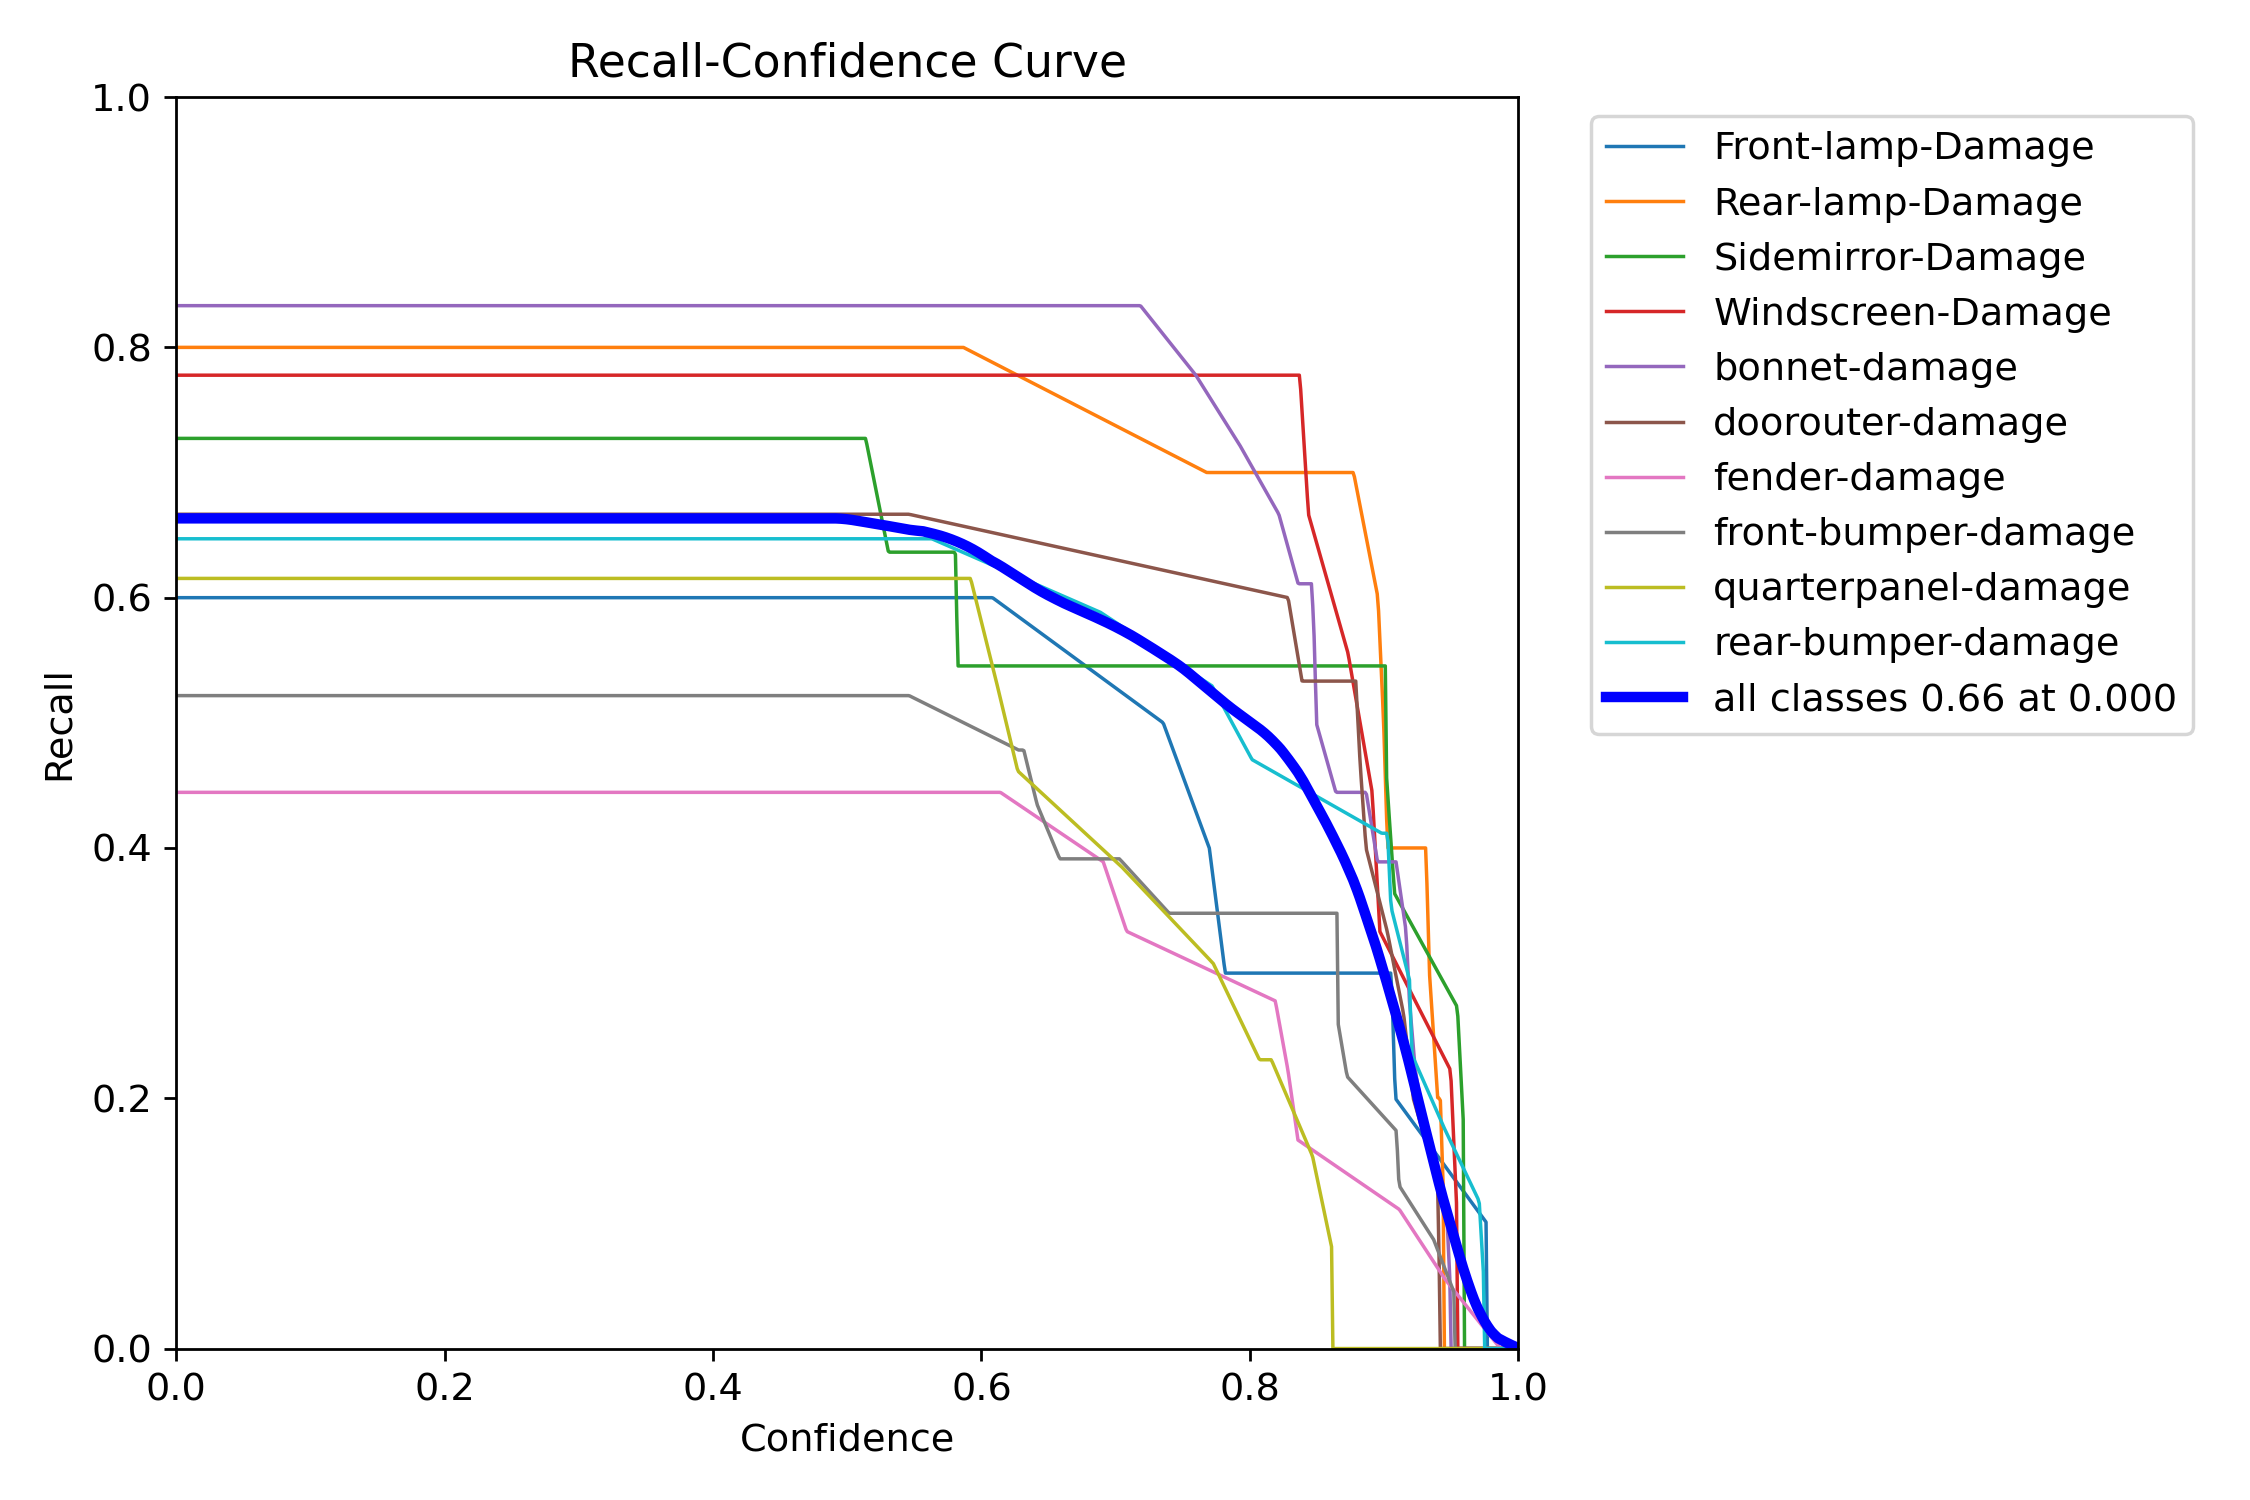 Recall-Confidence Curve
1.0
0.8
0.6
0.4
0.2
0.0
Recall
0.0 0.2 0.4 0.6 0.8 1.0
Confidence
Front-lamp-Damage
Rear-lamp-Damage
Sidemirror-Damage
Windscreen-Damage
bonnet-damage
doorouter-damage
fender-damage
front-bumper-damage
quarterpanel-damage
rear-bumper-damage
all classes 0.66 at 0.000